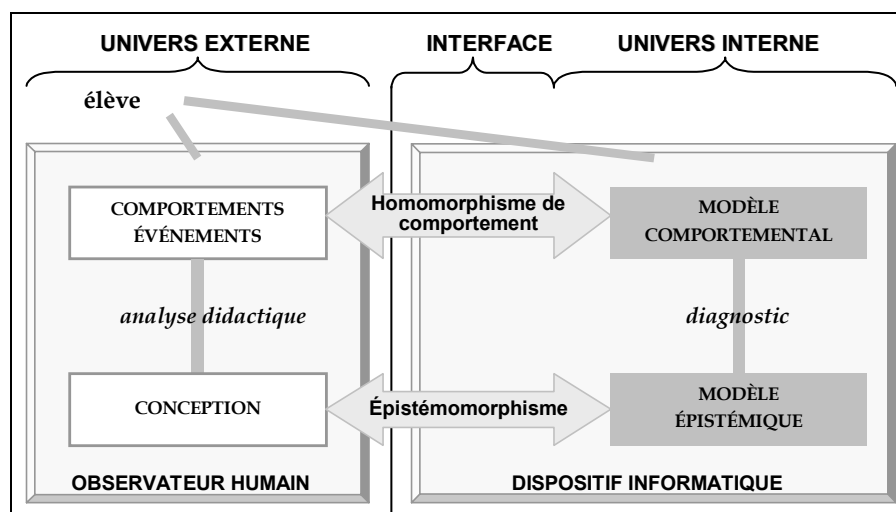 UNIVERS EXTERNE
INTERFACE
UNIVERS INTERNE
élève
COMPORTEMENTS
ÉVÉNEMENTS
Homomorphisme de
comportement
MODÈLE
COMPORTEMENTAL
analyse didactique
diagnostic
CONCEPTION
Épistémomorphisme
MODÈLE
ÉPISTÉMIQUE
OBSERVATEUR HUMAIN
DISPOSITIF INFORMATIQUE